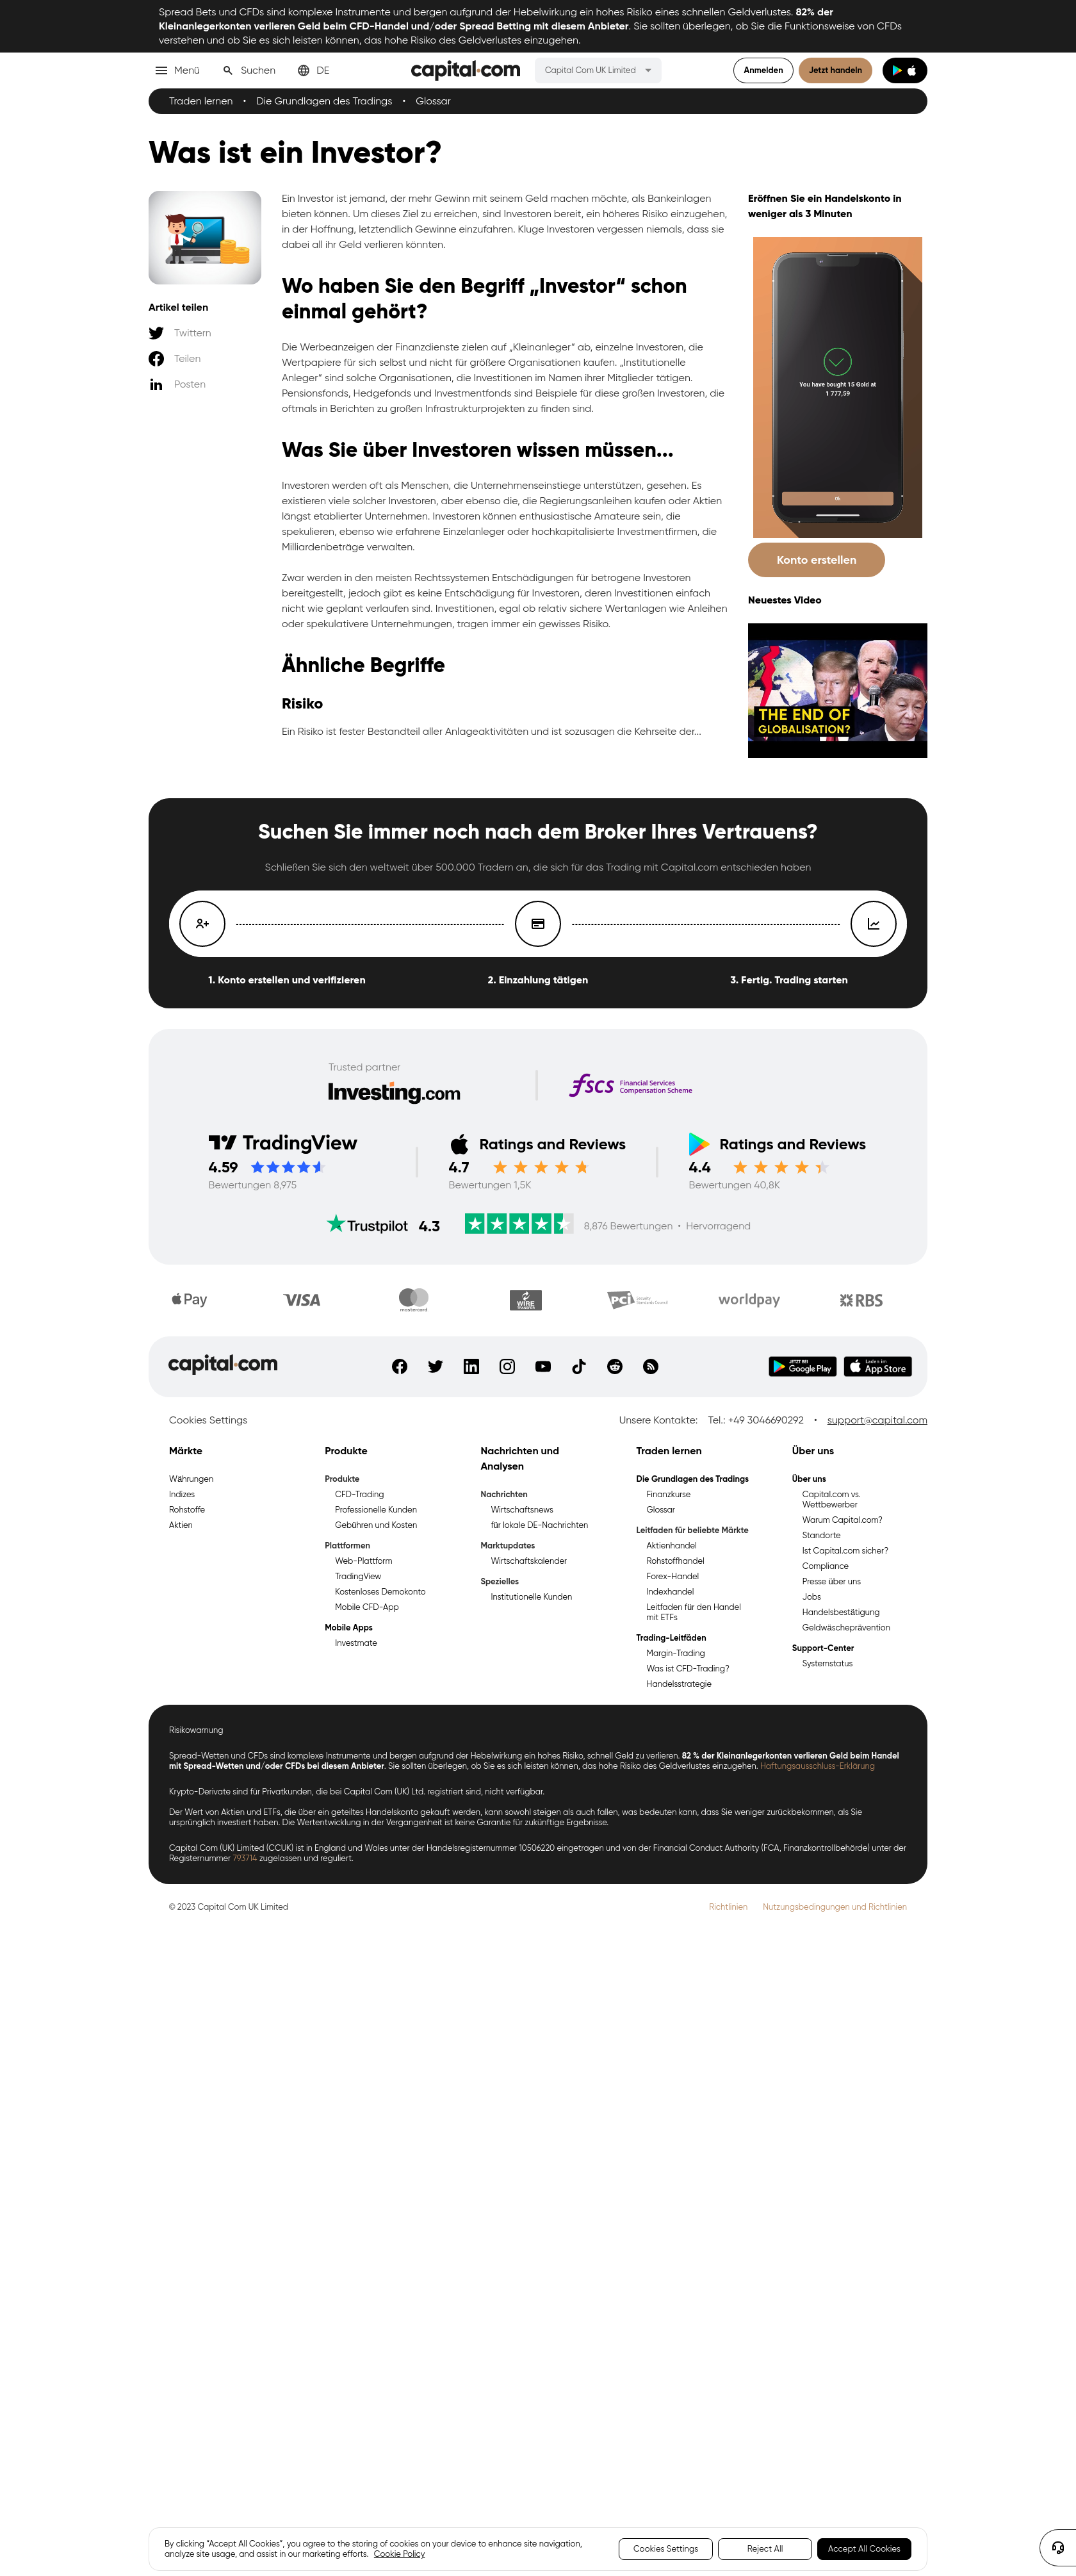 Spread Bets und CFDs sind komplexe Instrumente und bergen aufgrund der Hebelwirkung ein hohes Risiko eines schnellen Geldverlustes. 82% der
Kleinanlegerkonten verlieren Geld beim CFD-Handel und/oder Spread Betting mit diesem Anbieter. Sie sollten überlegen, ob Sie die Funktionsweise von CFDs
verstehen und ob Sie es sich leisten können, das hohe Risiko des Geldverlustes einzugehen.
Menü
Suchen
DE
capital.com
Capital Com UK Limited
Anmelden
Jetzt handeln
Traden lernen • Die Grundlagen des Tradings • Glossar
Was ist ein Investor?
Artikel teilen
Twittern
Teilen
Posten
Ein Investor ist jemand, der mehr Gewinn mit seinem Geld machen möchte, als Bankeinlagen
bieten können. Um dieses Ziel zu erreichen, sind Investoren bereit, ein höheres Risiko einzugehen,
in der Hoffnung, letztendlich Gewinne einzufahren. Kluge Investoren vergessen niemals, dass sie
dabei all ihr Geld verlieren könnten.
Wo haben Sie den Begriff „Investor“ schon
einmal gehört?
Die Werbeanzeigen der Finanzdienste zielen auf „Kleinanleger“ ab, einzelne Investoren, die
Wertpapiere für sich selbst und nicht für größere Organisationen kaufen. „Institutionelle
Anleger“ sind solche Organisationen, die Investitionen im Namen ihrer Mitglieder tätigen.
Pensionsfonds, Hedgefonds und Investmentfonds sind Beispiele für diese großen Investoren, die
oftmals in Berichten zu großen Infrastrukturprojekten zu finden sind.
Was Sie über Investoren wissen müssen...
Investoren werden oft als Menschen, die Unternehmenseinstiege unterstützen, gesehen. Es
existieren viele solcher Investoren, aber ebenso die, die Regierungsanleihen kaufen oder Aktien
längst etablierter Unternehmen. Investoren können enthusiastische Amateure sein, die
spekulieren, ebenso wie erfahrene Einzelanleger oder hochkapitalisierte Investmentfirmen, die
Milliardenbeträge verwalten.
Zwar werden in den meisten Rechtssystemen Entschädigungen für betrogene Investoren
bereitgestellt, jedoch gibt es keine Entschädigung für Investoren, deren Investitionen einfach
nicht wie geplant verlaufen sind. Investitionen, egal ob relativ sichere Wertanlagen wie Anleihen
oder spekulativere Unternehmungen, tragen immer ein gewisses Risiko.
Ähnliche Begriffe
Risiko
Ein Risiko ist fester Bestandteil aller Anlageaktivitäten und ist sozusagen die Kehrseite der...
Eröffnen Sie ein Handelskonto in
weniger als 3 Minuten
You have bought 15 Gold at
1 777,59
Konto erstellen
Neuestes Video
THE END OF
GLOBALISATION?
Suchen Sie immer noch nach dem Broker Ihres Vertrauens?
Schließen Sie sich den weltweit über 500.000 Tradern an, die sich für das Trading mit Capital.com entschieden haben
1. Konto erstellen und verifizieren
2. Einzahlung tätigen
3. Fertig. Trading starten
Trusted partner
Investing.com
fscs Financial Services
Compensation Scheme
TradingView
4.59
Bewertungen 8,975
Ratings and Reviews
4.7
Bewertungen 1,5K
Ratings and Reviews
4.4
Bewertungen 40,8K
Trustpilot 4.3
8,876 Bewertungen • Hervorragend
Pay
VISA
mastercard
WIRE
TRANSFER
PCI Security
Standards Council
worldpay
RBS
capital.com
JETZT BEI
Google Play
Laden im
App Store
Cookies Settings
Unsere Kontakte: Tel.: +49 3046690292 • support@capital.com
Märkte
Währungen
Indizes
Rohstoffe
Aktien
Produkte
Produkte
CFD-Trading
Professionelle Kunden
Gebühren und Kosten
Plattformen
Web-Plattform
TradingView
Kostenloses Demokonto
Mobile CFD-App
Mobile Apps
Investmate
Nachrichten und
Analysen
Nachrichten
Wirtschaftsnews
für lokale DE-Nachrichten
Marktupdates
Wirtschaftskalender
Spezielles
Institutionelle Kunden
Traden lernen
Die Grundlagen des Tradings
Finanzkurse
Glossar
Leitfaden für beliebte Märkte
Aktienhandel
Rohstoffhandel
Forex-Handel
Indexhandel
Leitfaden für den Handel
mit ETFs
Trading-Leitfäden
Margin-Trading
Was ist CFD-Trading?
Handelsstrategie
Über uns
Über uns
Capital.com vs.
Wettbewerber
Warum Capital.com?
Standorte
Ist Capital.com sicher?
Compliance
Presse über uns
Jobs
Handelsbestätigung
Geldwäscheprävention
Support-Center
Systemstatus
Risikowarnung
Spread-Wetten und CFDs sind komplexe Instrumente und bergen aufgrund der Hebelwirkung ein hohes Risiko, schnell Geld zu verlieren. 82 % der Kleinanlegerkonten verlieren Geld beim Handel
mit Spread-Wetten und/oder CFDs bei diesem Anbieter. Sie sollten überlegen, ob Sie es sich leisten können, das hohe Risiko des Geldverlustes einzugehen. Haftungsausschluss-Erklärung
Krypto-Derivate sind für Privatkunden, die bei Capital Com (UK) Ltd. registriert sind, nicht verfügbar.
Der Wert von Aktien und ETFs, die über ein geteiltes Handelskonto gekauft werden, kann sowohl steigen als auch fallen, was bedeuten kann, dass Sie weniger zurückbekommen, als Sie
ursprünglich investiert haben. Die Wertentwicklung in der Vergangenheit ist keine Garantie für zukünftige Ergebnisse.
Capital Com (UK) Limited (CCUK) ist in England und Wales unter der Handelsregisternummer 10506220 eingetragen und von der Financial Conduct Authority (FCA, Finanzkontrollbehörde) unter der
Registernummer 793714 zugelassen und reguliert.
© 2023 Capital Com UK Limited
Richtlinien
Nutzungsbedingungen und Richtlinien
By clicking “Accept All Cookies”, you agree to the storing of cookies on your device to enhance site navigation,
analyze site usage, and assist in our marketing efforts. Cookie Policy
Cookies Settings
Reject All
Accept All Cookies